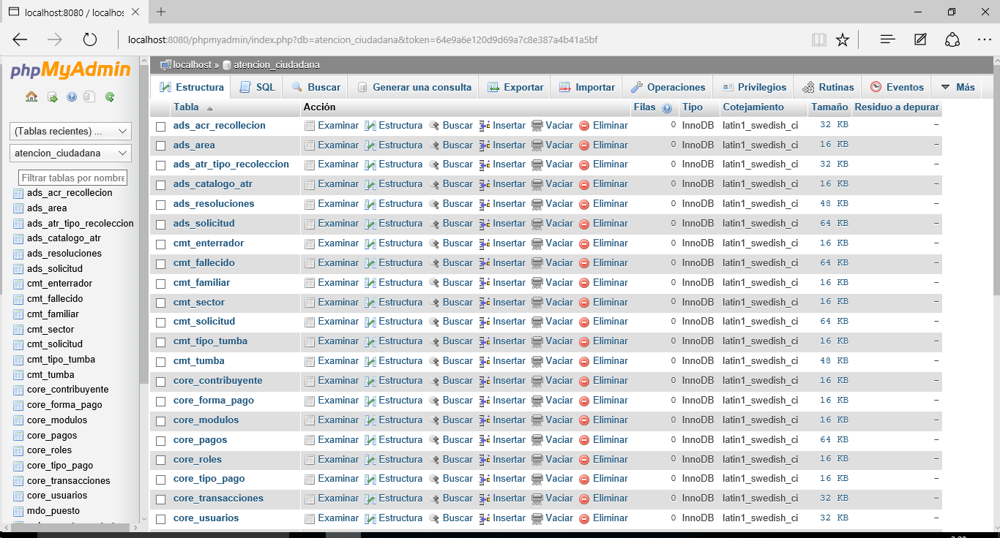 localhost:8080 / localhos
localhost:8080/phpmyadmin/index.php?db=atencion_ciudadana&token=64e9a6e120d9d69a7c8e387a4b41a5bf
phpMyAdmin
(Tablas recientes) ...
atencion_ciudadana
Filtrar tablas por nombre
ads_acr_recollecion
ads_area
ads_atr_tipo_recoleccion
ads_catalogo_atr
ads_resoluciones
ads_solicitud
cmt_enterrador
cmt_fallecido
cmt_familiar
cmt_sector
cmt_solicitud
cmt_tipo_tumba
cmt_tumba
core_contribuyente
core_forma_pago
core_modulos
core_pagos
core_roles
core_tipo_pago
core_transacciones
core_usuarios
mdo_puesto
localhost » atencion_ciudadana
Estructura SQL Buscar Generar una consulta Exportar Importar Operaciones Privilegios Rutinas Eventos Más
Tabla Acción Filas Tipo Cotejamiento Tamaño Residuo a depurar
ads_acr_recollecion Examinar Estructura Buscar Insertar Vaciar Eliminar 0 InnoDB latin1_swedish_ci 32 KB -
ads_area Examinar Estructura Buscar Insertar Vaciar Eliminar 0 InnoDB latin1_swedish_ci 16 KB -
ads_atr_tipo_recoleccion Examinar Estructura Buscar Insertar Vaciar Eliminar 0 InnoDB latin1_swedish_ci 32 KB -
ads_catalogo_atr Examinar Estructura Buscar Insertar Vaciar Eliminar 0 InnoDB latin1_swedish_ci 16 KB -
ads_resoluciones Examinar Estructura Buscar Insertar Vaciar Eliminar 0 InnoDB latin1_swedish_ci 48 KB -
ads_solicitud Examinar Estructura Buscar Insertar Vaciar Eliminar 0 InnoDB latin1_swedish_ci 64 KB -
cmt_enterrador Examinar Estructura Buscar Insertar Vaciar Eliminar 0 InnoDB latin1_swedish_ci 16 KB -
cmt_fallecido Examinar Estructura Buscar Insertar Vaciar Eliminar 0 InnoDB latin1_swedish_ci 64 KB -
cmt_familiar Examinar Estructura Buscar Insertar Vaciar Eliminar 0 InnoDB latin1_swedish_ci 16 KB -
cmt_sector Examinar Estructura Buscar Insertar Vaciar Eliminar 0 InnoDB latin1_swedish_ci 16 KB -
cmt_solicitud Examinar Estructura Buscar Insertar Vaciar Eliminar 0 InnoDB latin1_swedish_ci 64 KB -
cmt_tipo_tumba Examinar Estructura Buscar Insertar Vaciar Eliminar 0 InnoDB latin1_swedish_ci 16 KB -
cmt_tumba Examinar Estructura Buscar Insertar Vaciar Eliminar 0 InnoDB latin1_swedish_ci 48 KB -
core_contribuyente Examinar Estructura Buscar Insertar Vaciar Eliminar 0 InnoDB latin1_swedish_ci 16 KB -
core_forma_pago Examinar Estructura Buscar Insertar Vaciar Eliminar 0 InnoDB latin1_swedish_ci 16 KB -
core_modulos Examinar Estructura Buscar Insertar Vaciar Eliminar 0 InnoDB latin1_swedish_ci 16 KB -
core_pagos Examinar Estructura Buscar Insertar Vaciar Eliminar 0 InnoDB latin1_swedish_ci 64 KB -
core_roles Examinar Estructura Buscar Insertar Vaciar Eliminar 0 InnoDB latin1_swedish_ci 16 KB -
core_tipo_pago Examinar Estructura Buscar Insertar Vaciar Eliminar 0 InnoDB latin1_swedish_ci 16 KB -
core_transacciones Examinar Estructura Buscar Insertar Vaciar Eliminar 0 InnoDB latin1_swedish_ci 32 KB -
core_usuarios Examinar Estructura Buscar Insertar Vaciar Eliminar 0 InnoDB latin1_swedish_ci 32 KB -